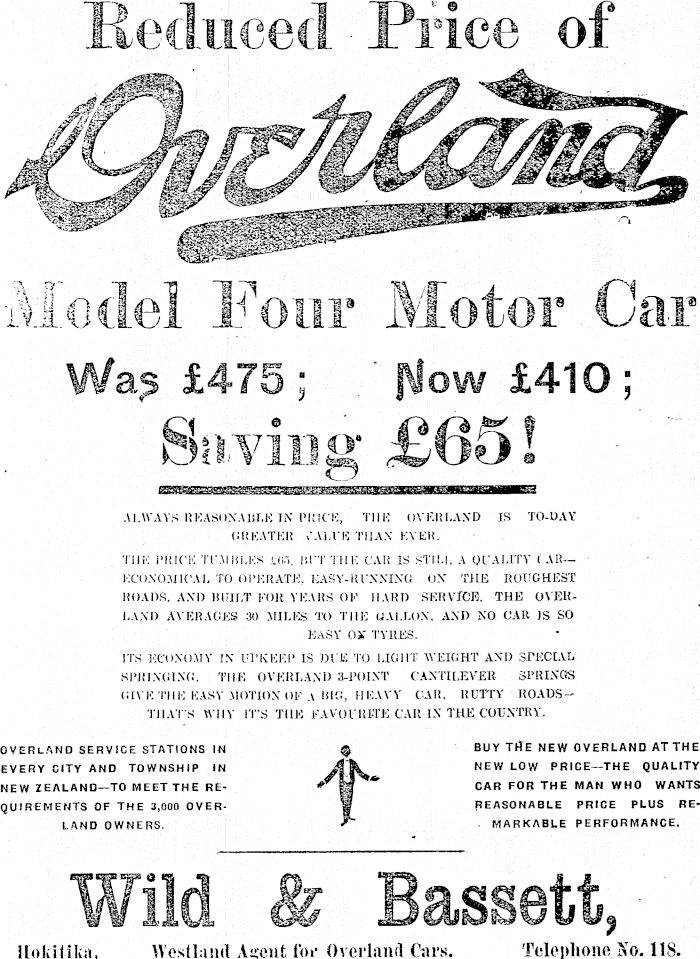 Reduced Price of
Overland
Model Four Motor Car
Was £475; Now £410;
Saving £65!
ALWAYS REASONABLE IN PRICE, THE OVERLAND IS TO-DAY
GREATER VALUE THAN EVER.
THE PRICE TUMBLES £65, BUT THE CAR IS STILL A QUALITY CAR—
ECONOMICAL TO OPERATE, EASY-RUNNING ON THE ROUGHEST
ROADS, AND BUILT FOR YEARS OF HARD SERVICE. THE OVER-
LAND AVERAGES 30 MILES TO THE GALLON, AND NO CAR IS SO
EASY ON TYRES.
ITS ECONOMY IN UPKEEP IS DUE TO LIGHT WEIGHT AND SPECIAL
SPRINGING. THE OVERLAND 3-POINT CANTILEVER SPRINGS
GIVE THE EASY MOTION OF A BIG, HEAVY CAR. RUTTY ROADS—
THAT'S WHY IT'S THE FAVOURITE CAR IN THE COUNTRY.
OVERLAND SERVICE STATIONS IN
EVERY CITY AND TOWNSHIP IN
NEW ZEALAND—TO MEET THE RE-
QUIREMENTS OF THE 3,000 OVER-
LAND OWNERS.
BUY THE NEW OVERLAND AT THE
NEW LOW PRICE—THE QUALITY
CAR FOR THE MAN WHO WANTS
REASONABLE PRICE PLUS RE-
MARKABLE PERFORMANCE.
Wild & Bassett,
Hokitika, Westland Agent for Overland Cars. Telephone No. 118.